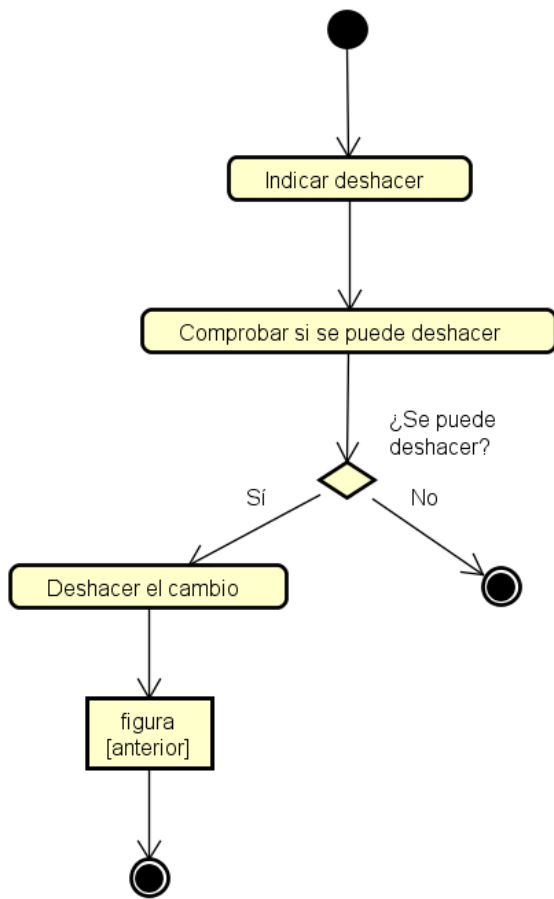 Indicar deshacer
Comprobar si se puede deshacer
¿Se puede
deshacer?
Sí
No
Deshacer el cambio
figura
[anterior]